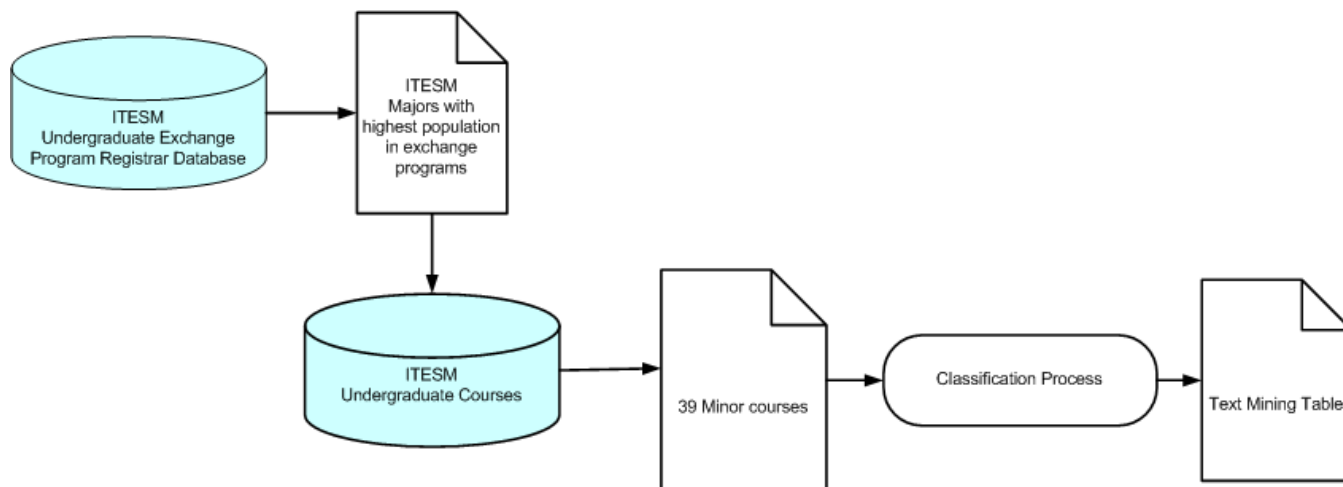 ITESM
Undergraduate Exchange
Program Registrar Database
ITESM
Majors with
highest population
in exchange
programs
ITESM
Undergraduate Courses
39 Minor courses
Classification Process
Text Mining Table